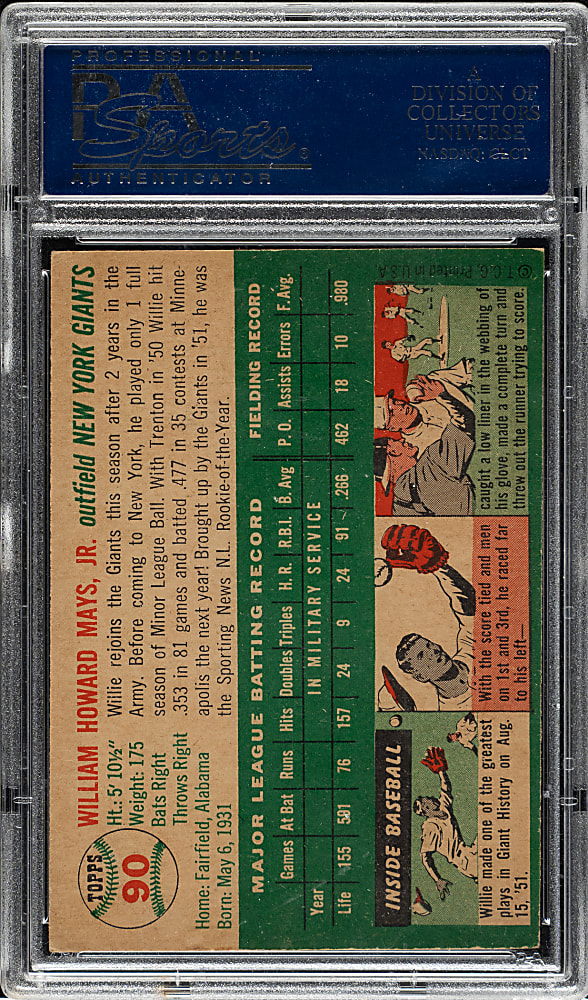 PROFESSIONAL
PSA
Sports
AUTHENTICATOR
A
DIVISION OF
COLLECTORS
UNIVERSE
NASDAQ: CLCT
TOPPS
90
WILLIAM HOWARD MAYS, JR. outfield NEW YORK GIANTS
Ht.: 5' 10½"
Weight: 175
Bats Right
Throws Right
Home: Fairfield, Alabama
Born: May 6, 1931
Willie rejoins the Giants this season after 2 years in the
Army. Before coming to New York, he played only 1 full
season of Minor League Ball. With Trenton in '50 Willie hit
.353 in 81 games and batted .477 in 35 contests at Minne-
apolis the next year! Brought up by the Giants in '51, he was
the Sporting News N.L. Rookie-of-the-Year.
MAJOR LEAGUE BATTING RECORD FIELDING RECORD
Games At Bat Runs Hits Doubles Triples H.R. R.B.I. B. Avg. P.O. Assists Errors F. Avg.
Year IN MILITARY SERVICE
Life 155 591 76 157 24 9 24 91 .266 462 18 10 .980
INSIDE BASEBALL
Willie made one of the greatest
plays in Giant History on Aug.
15, '51.
With the score tied and men
on 1st and 3rd, he raced far
to his left—
caught a low liner in the webbing of
his glove, made a complete turn and
threw out the runner trying to score.
© T.C.G. Printed in U.S.A.